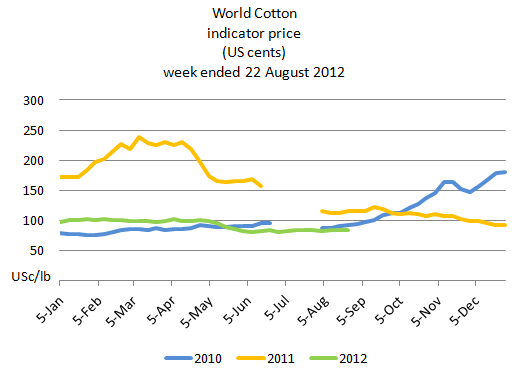 World Cotton
indicator price
(US cents)
week ended 22 August 2012
300
250
200
150
100
50
USc/lb
5-Jan 5-Feb 5-Mar 5-Apr 5-May 5-Jun 5-Jul 5-Aug 5-Sep 5-Oct 5-Nov 5-Dec
2010 2011 2012